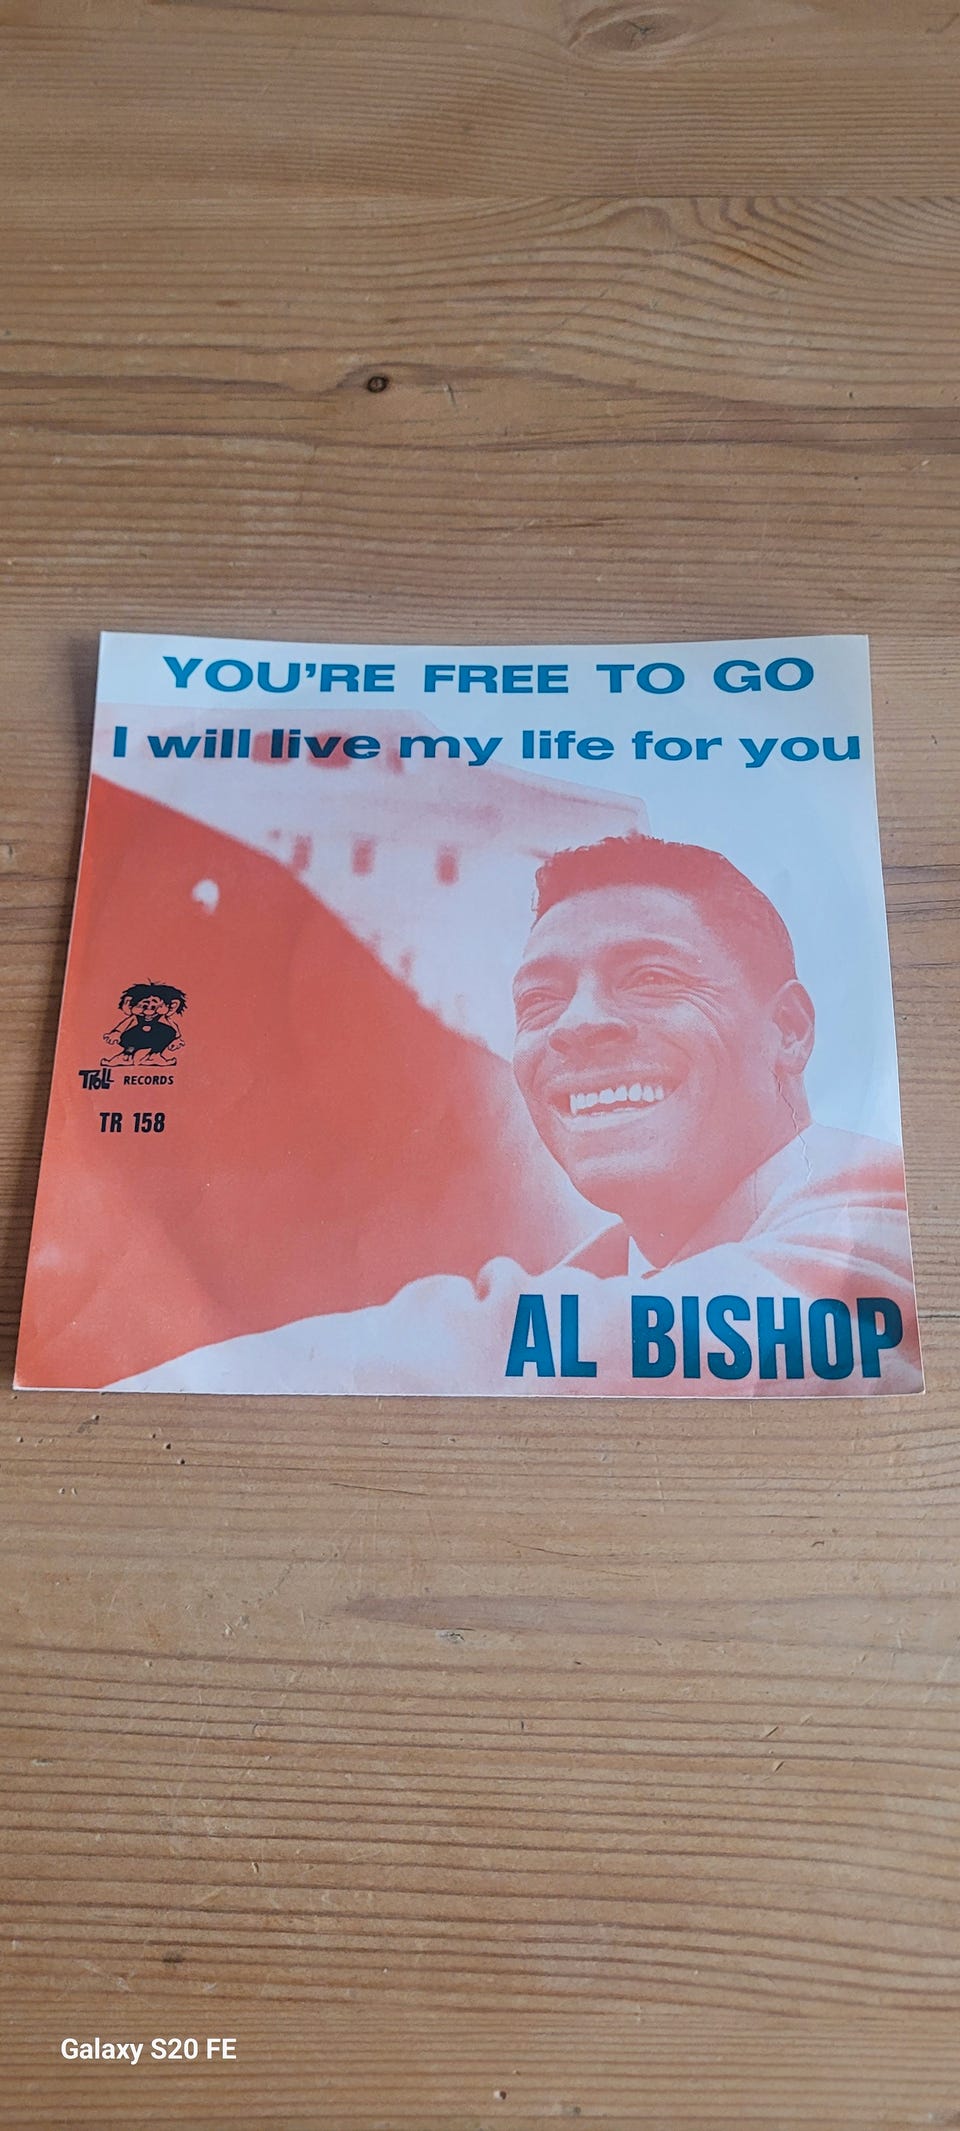 YOU'RE FREE TO GO
I will live my life for you
TROLL RECORDS
TR 158
AL BISHOP
Galaxy S20 FE